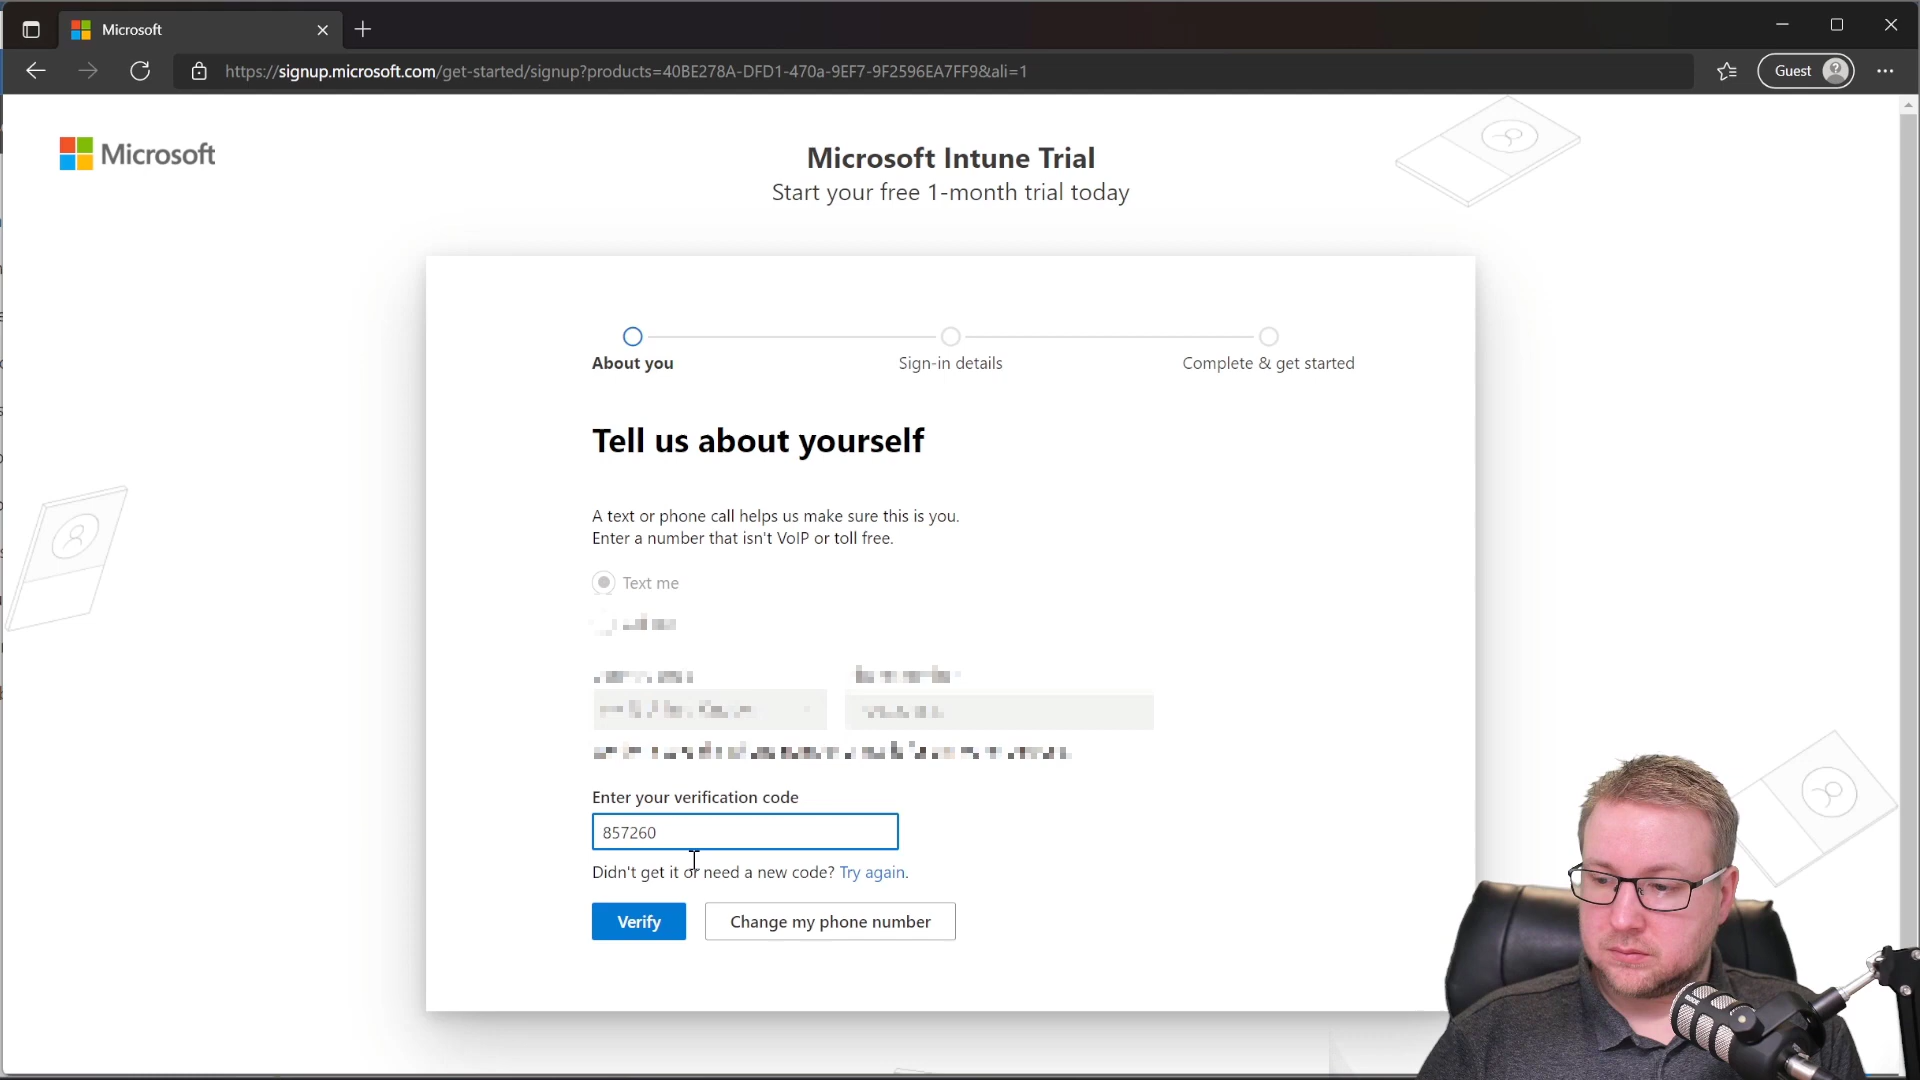 Microsoft
https://signup.microsoft.com/get-started/signup?products=40BE278A-DFD1-470a-9EF7-9F2596EA7FF9&ali=1
Guest
Microsoft
Microsoft Intune Trial
Start your free 1-month trial today
About you
Sign-in details
Complete & get started
Tell us about yourself
A text or phone call helps us make sure this is you.
Enter a number that isn't VoIP or toll free.
Text me
Enter your verification code
857260
Didn't get it or need a new code? Try again.
Verify
Change my phone number